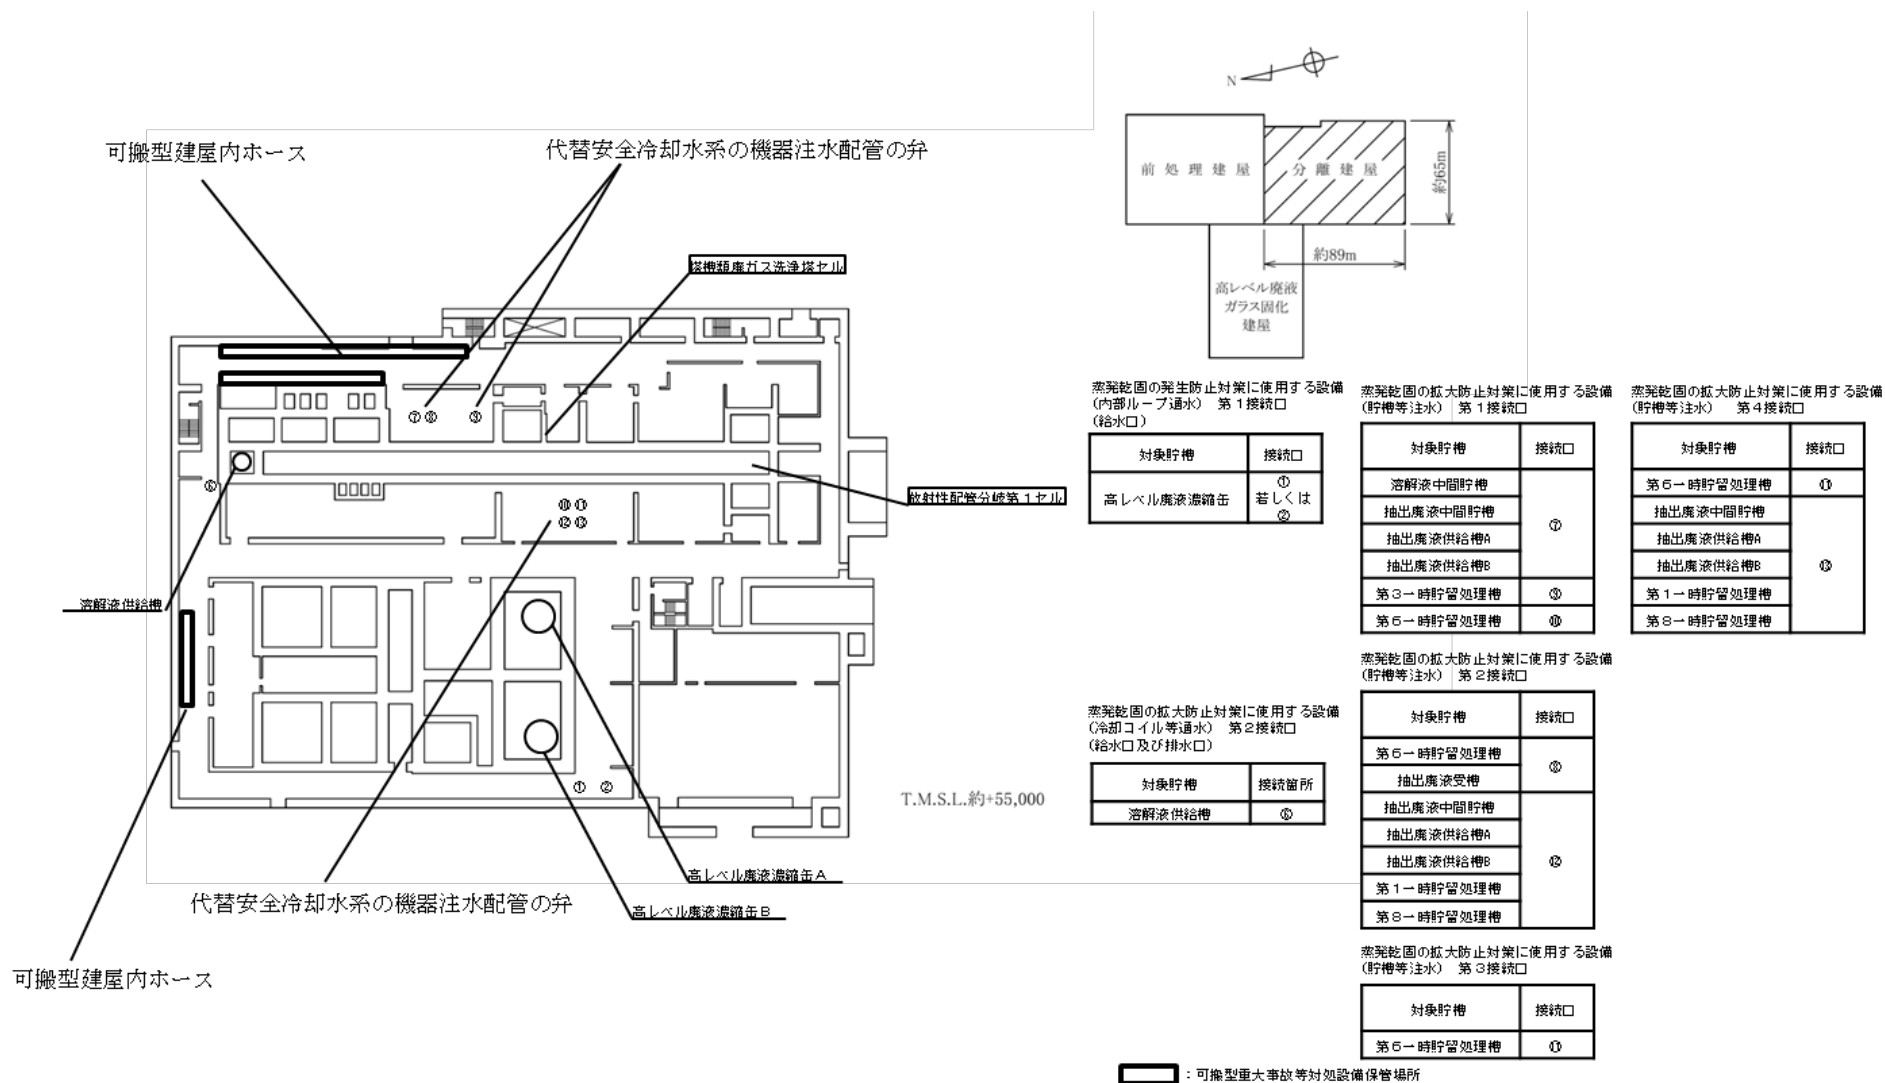 N
前処理建屋
分離建屋
約65m
約89m
高レベル廃液
ガラス固化
建屋
可搬型建屋内ホース
代替安全冷却水系の機器注水配管の弁
塔槽類廃ガス洗浄塔セル
⑦⑧
⑨
⑥
放射性配管分岐第1セル
⑩⑪
⑫⑬
溶解液供給槽
① ②
T.M.S.L.約+55,000
高レベル廃液濃縮缶A
代替安全冷却水系の機器注水配管の弁
高レベル廃液濃縮缶B
可搬型建屋内ホース
蒸発乾固の発生防止対策に使用する設備
(内部ループ通水) 第1接続口
(給水口)
対象貯槽 接続口
高レベル廃液濃縮缶 ①
若しくは
②
蒸発乾固の拡大防止対策に使用する設備
(冷却コイル等通水) 第2接続口
(給水口及び排水口)
対象貯槽 接続箇所
溶解液供給槽 ⑥
蒸発乾固の拡大防止対策に使用する設備
(貯槽等注水) 第1接続口
対象貯槽 接続口
溶解液中間貯槽
抽出廃液中間貯槽
⑦
抽出廃液供給槽A
抽出廃液供給槽B
第3一時貯留処理槽 ⑨
第6一時貯留処理槽 ⑩
蒸発乾固の拡大防止対策に使用する設備
(貯槽等注水) 第2接続口
対象貯槽 接続口
第6一時貯留処理槽
抽出廃液受槽
抽出廃液中間貯槽
抽出廃液供給槽A
抽出廃液供給槽B ⑫
第1一時貯留処理槽
第8一時貯留処理槽
蒸発乾固の拡大防止対策に使用する設備
(貯槽等注水) 第3接続口
対象貯槽 接続口
第6一時貯留処理槽
蒸発乾固の拡大防止対策に使用する設備
(貯槽等注水) 第4接続口
対象貯槽 接続口
第6一時貯留処理槽 ⑪
抽出廃液中間貯槽
抽出廃液供給槽A
抽出廃液供給槽B ⑬
第1一時貯留処理槽
第8一時貯留処理槽
：可搬型重大事故等対処設備保管場所